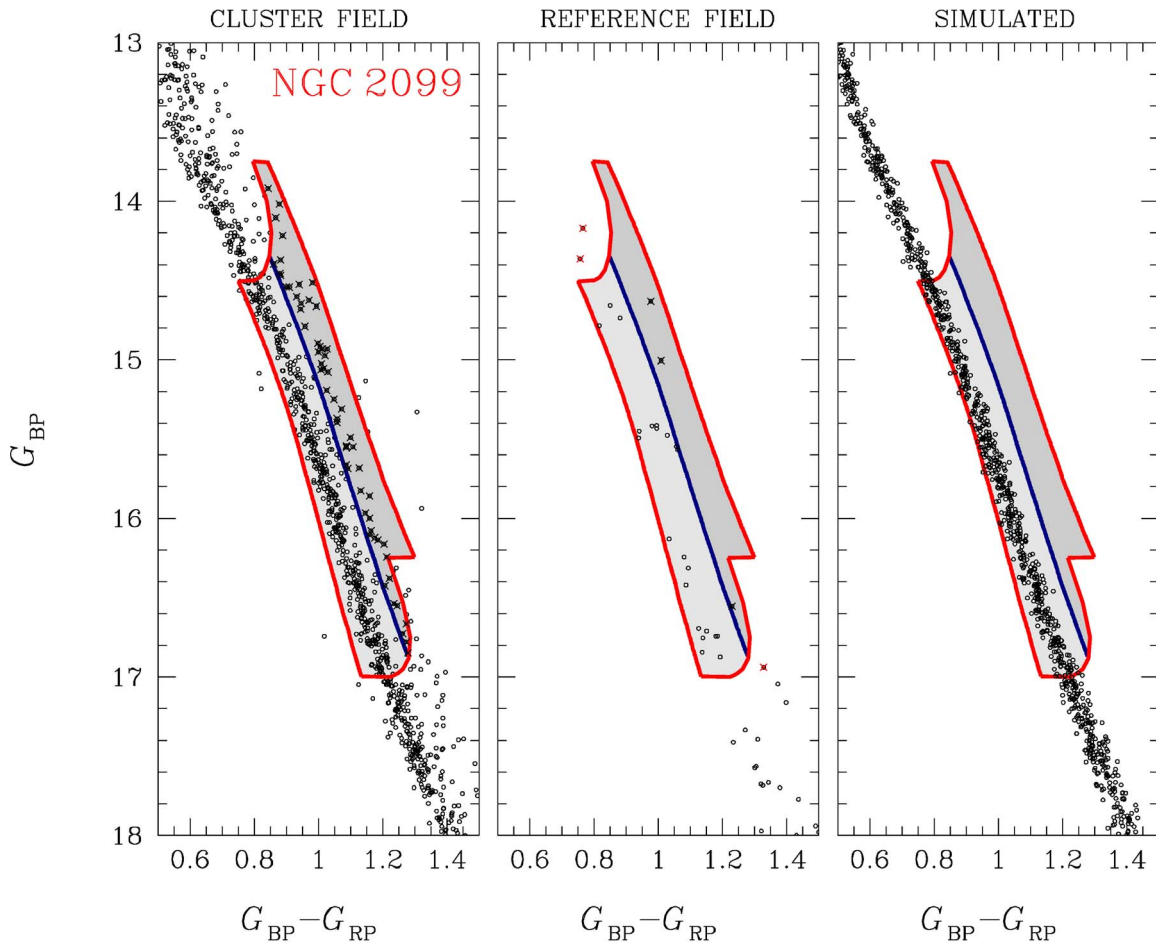 CLUSTER FIELD REFERENCE FIELD SIMULATED
NGC 2099
13
14
15
16
17
18
G_BP
0.6 0.8 1 1.2 1.4 0.6 0.8 1 1.2 1.4 0.6 0.8 1 1.2 1.4
G_BP−G_RP G_BP−G_RP G_BP−G_RP